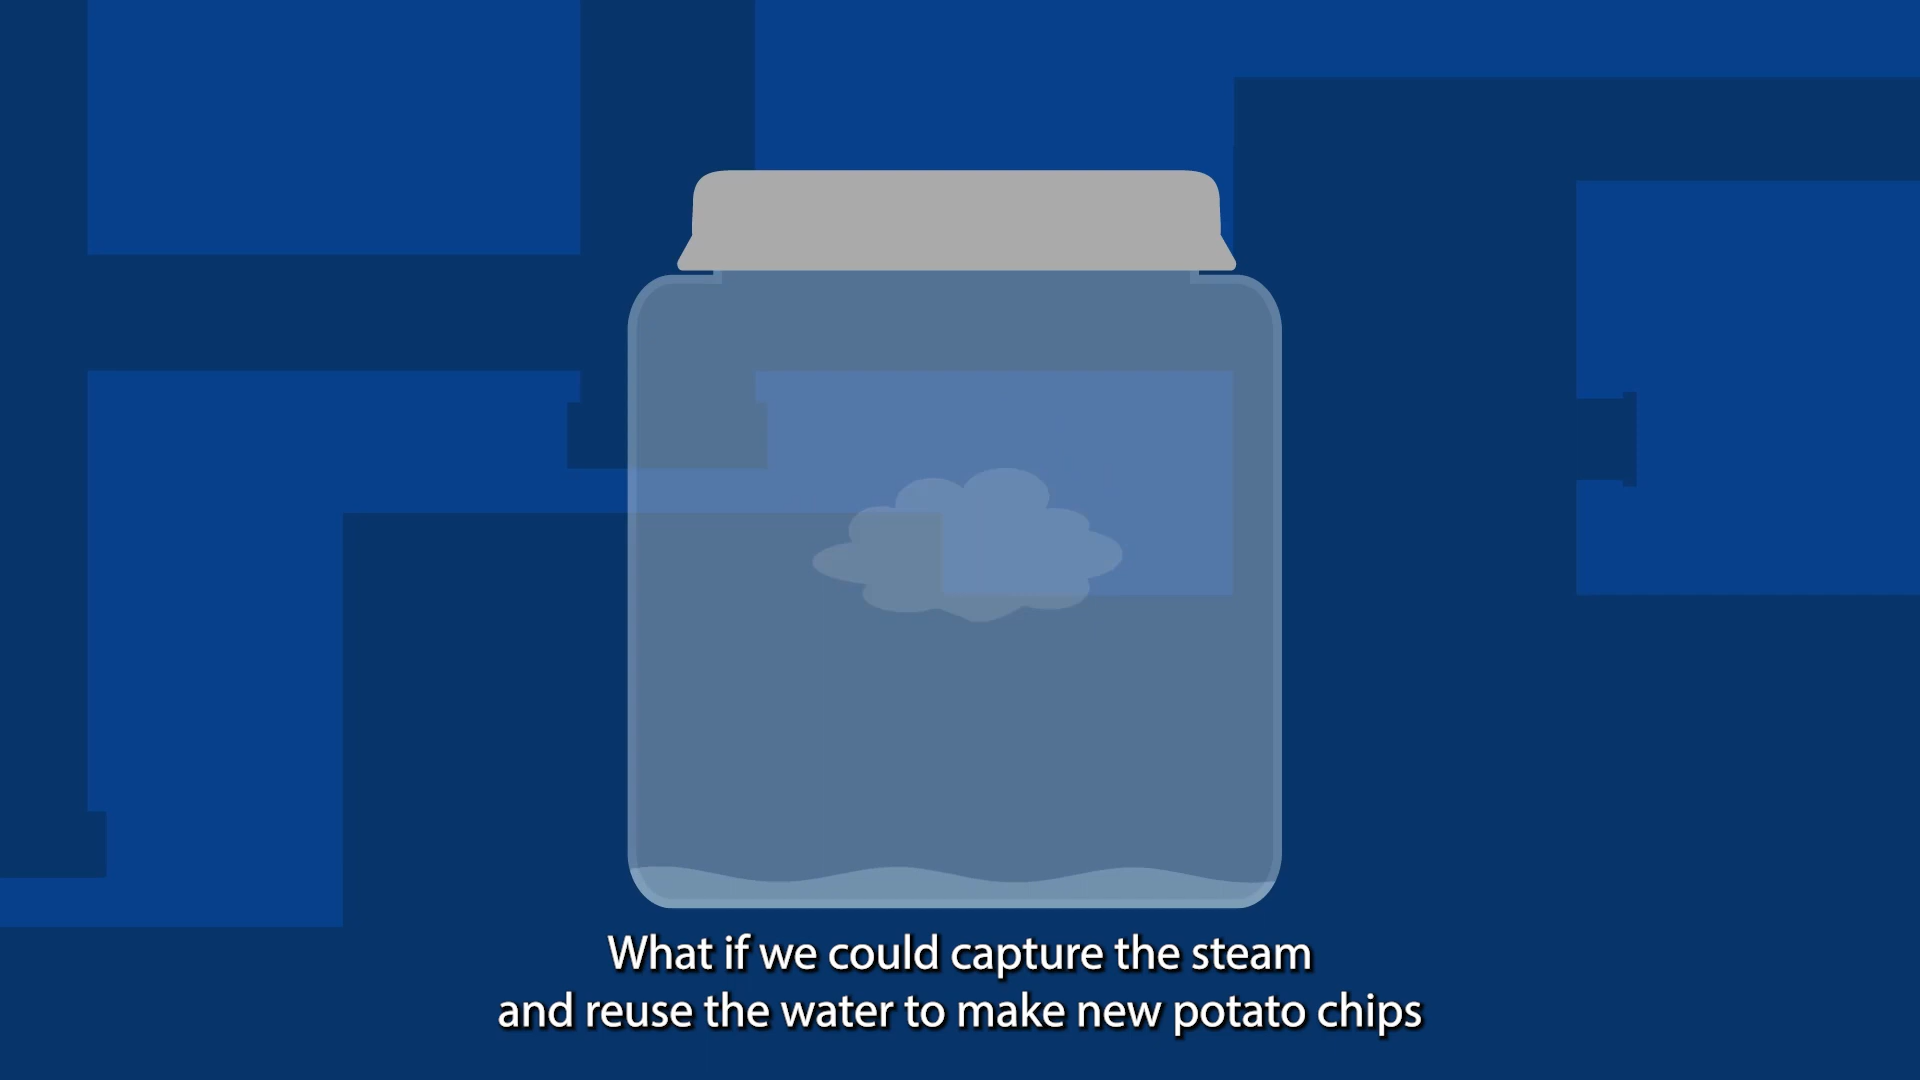 What if we could capture the steam
and reuse the water to make new potato chips